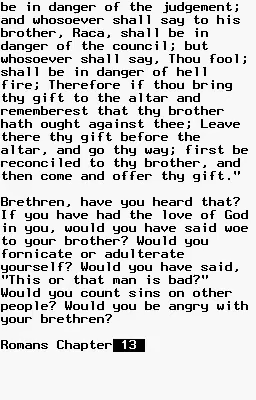 be in danger of the judgement;
and whosoever shall say to his
brother, Raca, shall be in
danger of the council; but
whosoever shall say, Thou fool;
shall be in danger of hell
fire; Therefore if thou bring
thy gift to the altar and
rememberest that thy brother
hath ought against thee; Leave
there thy gift before the
altar, and go thy way; first be
reconciled to thy brother, and
then come and offer thy gift."

Brethren, have you heard that?
If you have had the love of God
in you, would you have said woe
to your brother? Would you
fornicate or adulterate
yourself? Would you have said,
"This or that man is bad?"
Would you count sins on other
people? Would you be angry with
your brethren?

Romans Chapter 13